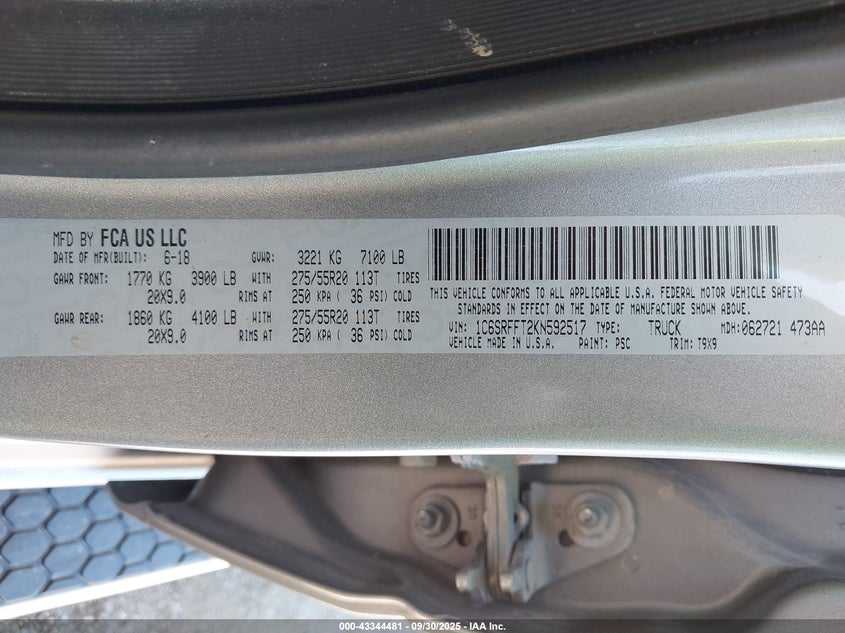 MFD BY FCA US LLC
DATE OF MFR(BUILT): 6-18 GVWR: 3221 KG 7100 LB
GAWR FRONT: 1770 KG 3900 LB WITH 275/55R20 113T TIRES
20X9.0 RIMS AT 250 KPA ( 36 PSI) COLD
GAWR REAR: 1860 KG 4100 LB WITH 275/55R20 113T TIRES
20X9.0 RIMS AT 250 KPA ( 36 PSI) COLD
THIS VEHICLE CONFORMS TO ALL APPLICABLE U.S.A. FEDERAL MOTOR VEHICLE SAFETY
STANDARDS IN EFFECT ON THE DATE OF MANUFACTURE SHOWN ABOVE.
VIN: 1C6SRFFT2KN592517 TYPE: TRUCK MDH: 062721 473AA
VEHICLE MADE IN U.S.A. PAINT: PSC TRIM: T9X9
000-43344481 - 09/30/2025 - IAA Inc.